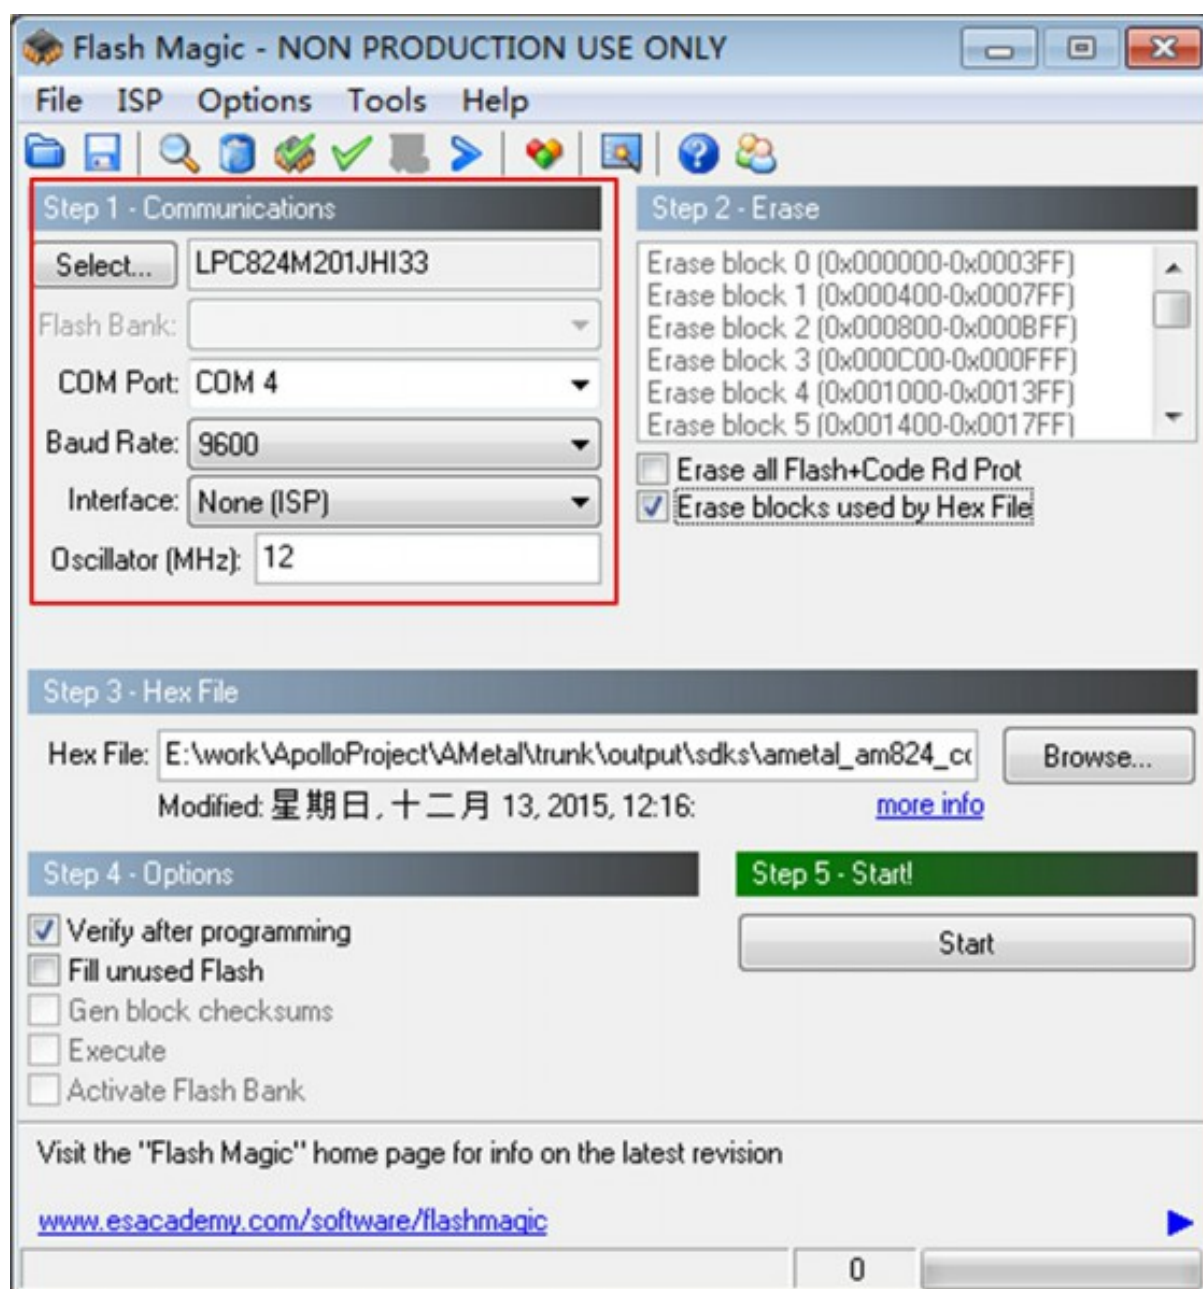 Flash Magic - NON PRODUCTION USE ONLY
File ISP Options Tools Help
Step 1 - Communications
Select... LPC824M201JHI33
Flash Bank:
COM Port: COM 4
Baud Rate: 9600
Interface: None (ISP)
Oscillator (MHz): 12
Step 2 - Erase
Erase block 0 (0x000000-0x0003FF)
Erase block 1 (0x000400-0x0007FF)
Erase block 2 (0x000800-0x000BFF)
Erase block 3 (0x000C00-0x000FFF)
Erase block 4 (0x001000-0x0013FF)
Erase block 5 (0x001400-0x0017FF)
Erase all Flash+Code Rd Prot
Erase blocks used by Hex File
Step 3 - Hex File
Hex File: E:\work\ApolloProject\AMetal\trunk\output\sdks\ametal_am824_co Browse...
Modified: 星期日, 十二月 13, 2015, 12:16: more info
Step 4 - Options
Verify after programming
Fill unused Flash
Gen block checksums
Execute
Activate Flash Bank
Step 5 - Start!
Start
Visit the "Flash Magic" home page for info on the latest revision
www.esacademy.com/software/flashmagic
0